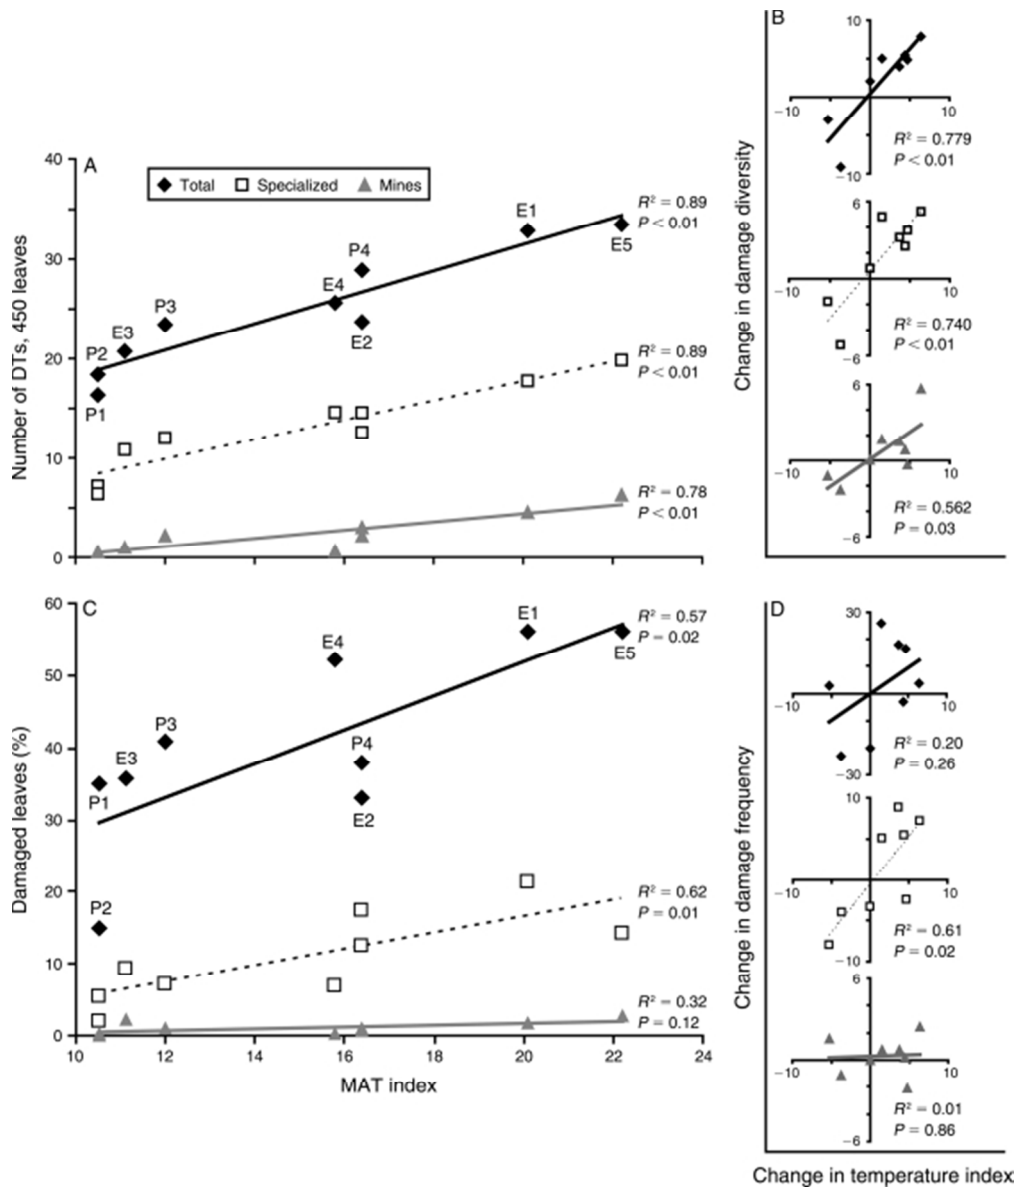 A
Total Specialized Mines
Number of DTs, 450 leaves
40
30
20
10
0
P2
P1
E3
P3
E4
P4
E2
E1
E5
R² = 0.89
P < 0.01
R² = 0.89
P < 0.01
R² = 0.78
P < 0.01
B
Change in damage diversity
10
−10 10
−10
R² = 0.779
P < 0.01
6
−10 10
−6
R² = 0.740
P < 0.01
6
−10 10
−6
R² = 0.562
P = 0.03
C
Damaged leaves (%)
60
50
40
30
20
10
0
P1
P2
E3
P3
E4
P4
E2
E1
E5
R² = 0.57
P = 0.02
R² = 0.62
P = 0.01
R² = 0.32
P = 0.12
10 12 14 16 18 20 22 24
MAT index
D
Change in damage frequency
30
−10 10
−30
R² = 0.20
P = 0.26
10
−10 10
−10
R² = 0.61
P = 0.02
6
−10 10
−6
R² = 0.01
P = 0.86
Change in temperature index